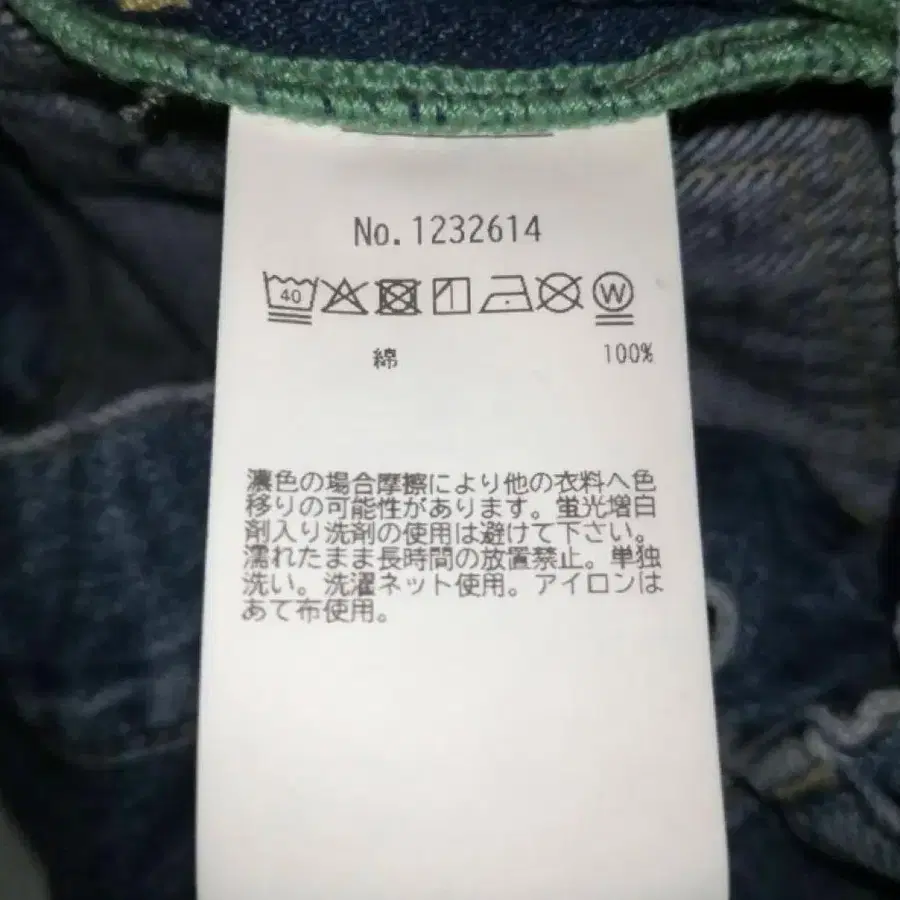 No. 1232614
40 W
綿 100%
濃色の場合摩擦により他の衣料へ色
移りの可能性があります。蛍光増白
剤入り洗剤の使用は避けて下さい。
濡れたまま長時間の放置禁止。単独
洗い。洗濯ネット使用。アイロンは
あて布使用。